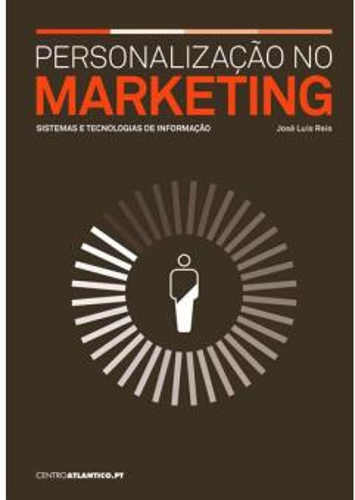 PERSONALIZAÇÃO NO
MARKETING
SISTEMAS E TECNOLOGIAS DE INFORMAÇÃO José Luís Reis
CENTROATLANTICO.PT